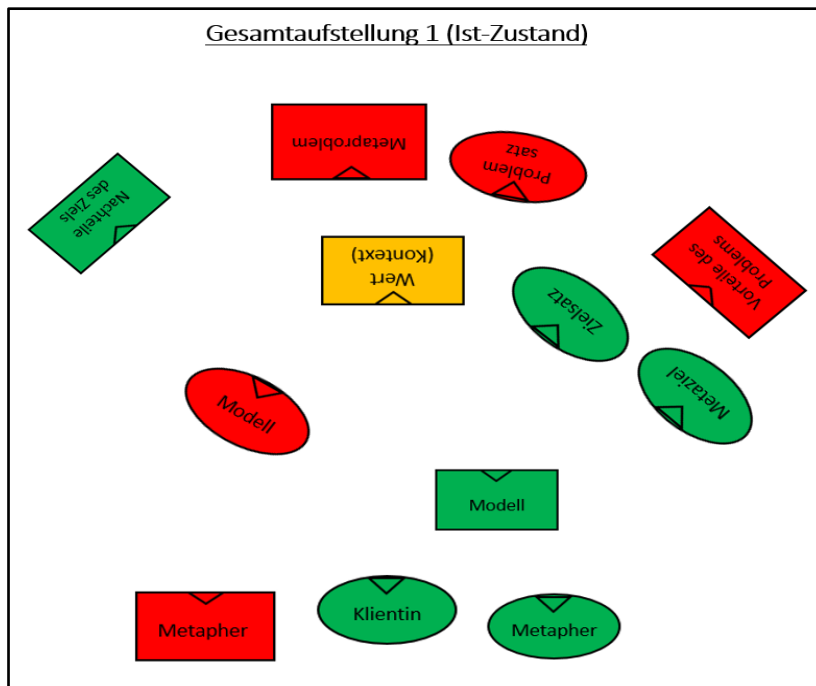 Gesamtaufstellung 1 (Ist-Zustand)
Metaproblem
Problem
satz
Nachteile
des Ziels
Wert
(Kontext)
Vorteile des
Problems
Zielsatz
Metaziel
Modell
Modell
Metapher
Klientin
Metapher